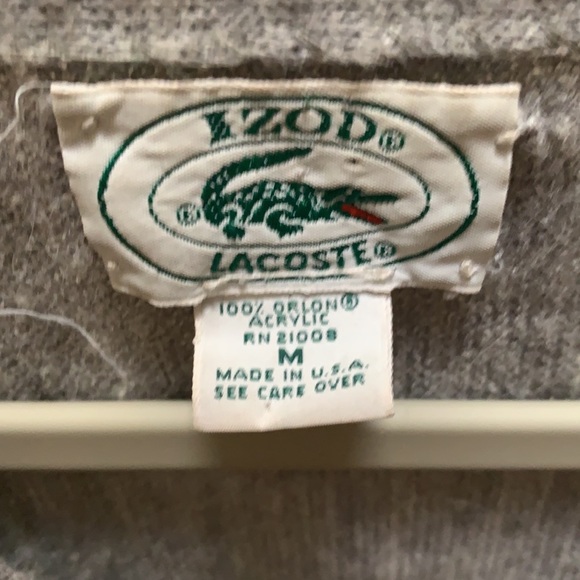 IZOD®
®
LACOSTE®
100% ORLON®
ACRYLIC
RN 21008
M
MADE IN U.S.A.
SEE CARE OVER